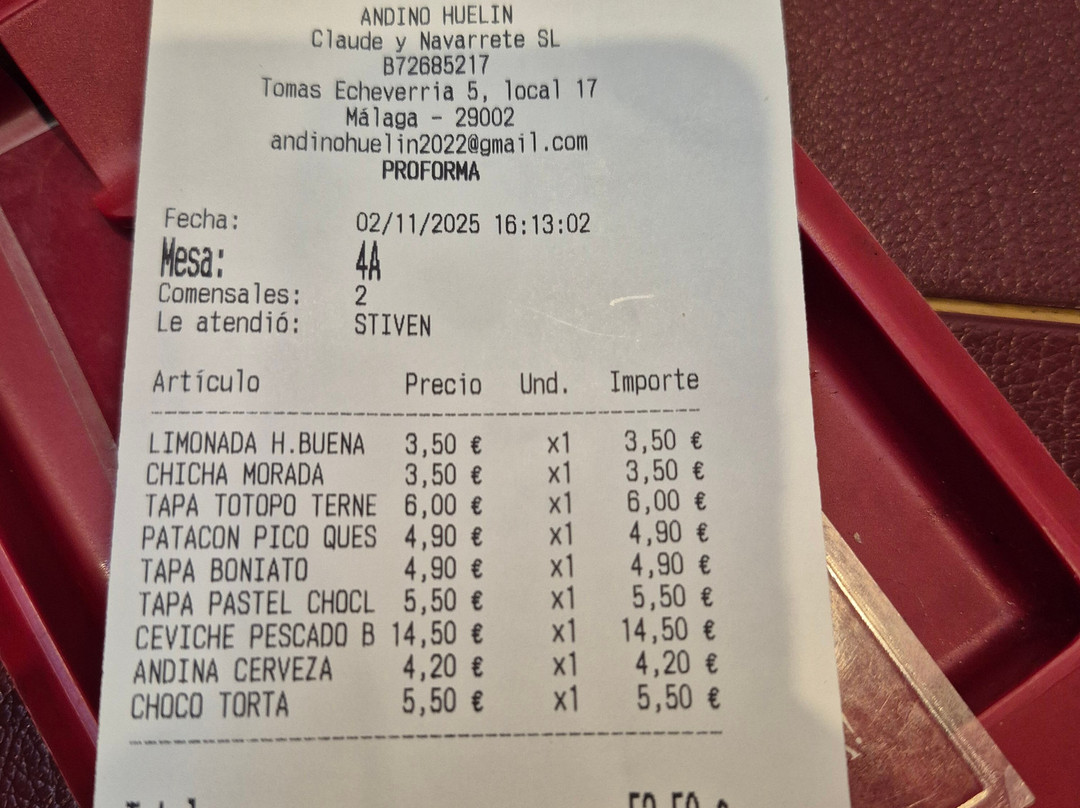 ANDINO HUELIN
Claude y Navarrete SL
B72685217
Tomas Echeverria 5, local 17
Málaga - 29002
andinohuelin2022@gmail.com
PROFORMA
Fecha: 02/11/2025 16:13:02
Mesa: 4A
Comensales: 2
Le atendió: STIVEN
Artículo Precio Und. Importe
LIMONADA H.BUENA 3,50 € x1 3,50 €
CHICHA MORADA 3,50 € x1 3,50 €
TAPA TOTOPO TERNE 6,00 € x1 6,00 €
PATACON PICO QUES 4,90 € x1 4,90 €
TAPA BONIATO 4,90 € x1 4,90 €
TAPA PASTEL CHOCL 5,50 € x1 5,50 €
CEVICHE PESCADO B 14,50 € x1 14,50 €
ANDINA CERVEZA 4,20 € x1 4,20 €
CHOCO TORTA 5,50 € x1 5,50 €